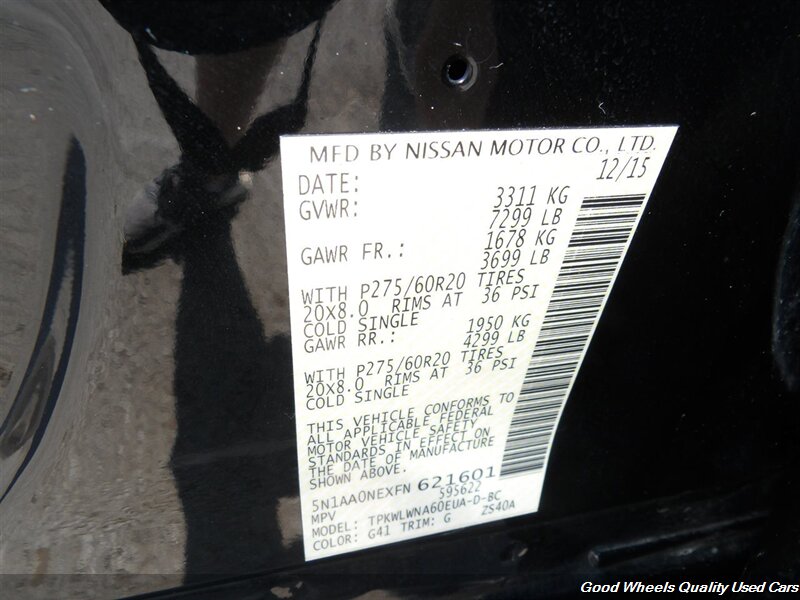 MFD BY NISSAN MOTOR CO., LTD.
DATE: 12/15
GVWR: 3311 KG
7299 LB
GAWR FR.: 1678 KG
3699 LB
WITH P275/60R20 TIRES
20X8.0 RIMS AT 36 PSI
COLD SINGLE
GAWR RR.: 1950 KG
4299 LB
WITH P275/60R20 TIRES
20X8.0 RIMS AT 36 PSI
COLD SINGLE
THIS VEHICLE CONFORMS TO
ALL APPLICABLE FEDERAL
MOTOR VEHICLE SAFETY
STANDARDS IN EFFECT ON
THE DATE OF MANUFACTURE
SHOWN ABOVE.
5N1AA0NEXFN 621601
MPV 595622
MODEL: TPKWLWNA60EUA-D-BC
COLOR: G41 TRIM: G ZS40A
Good Wheels Quality Used Cars